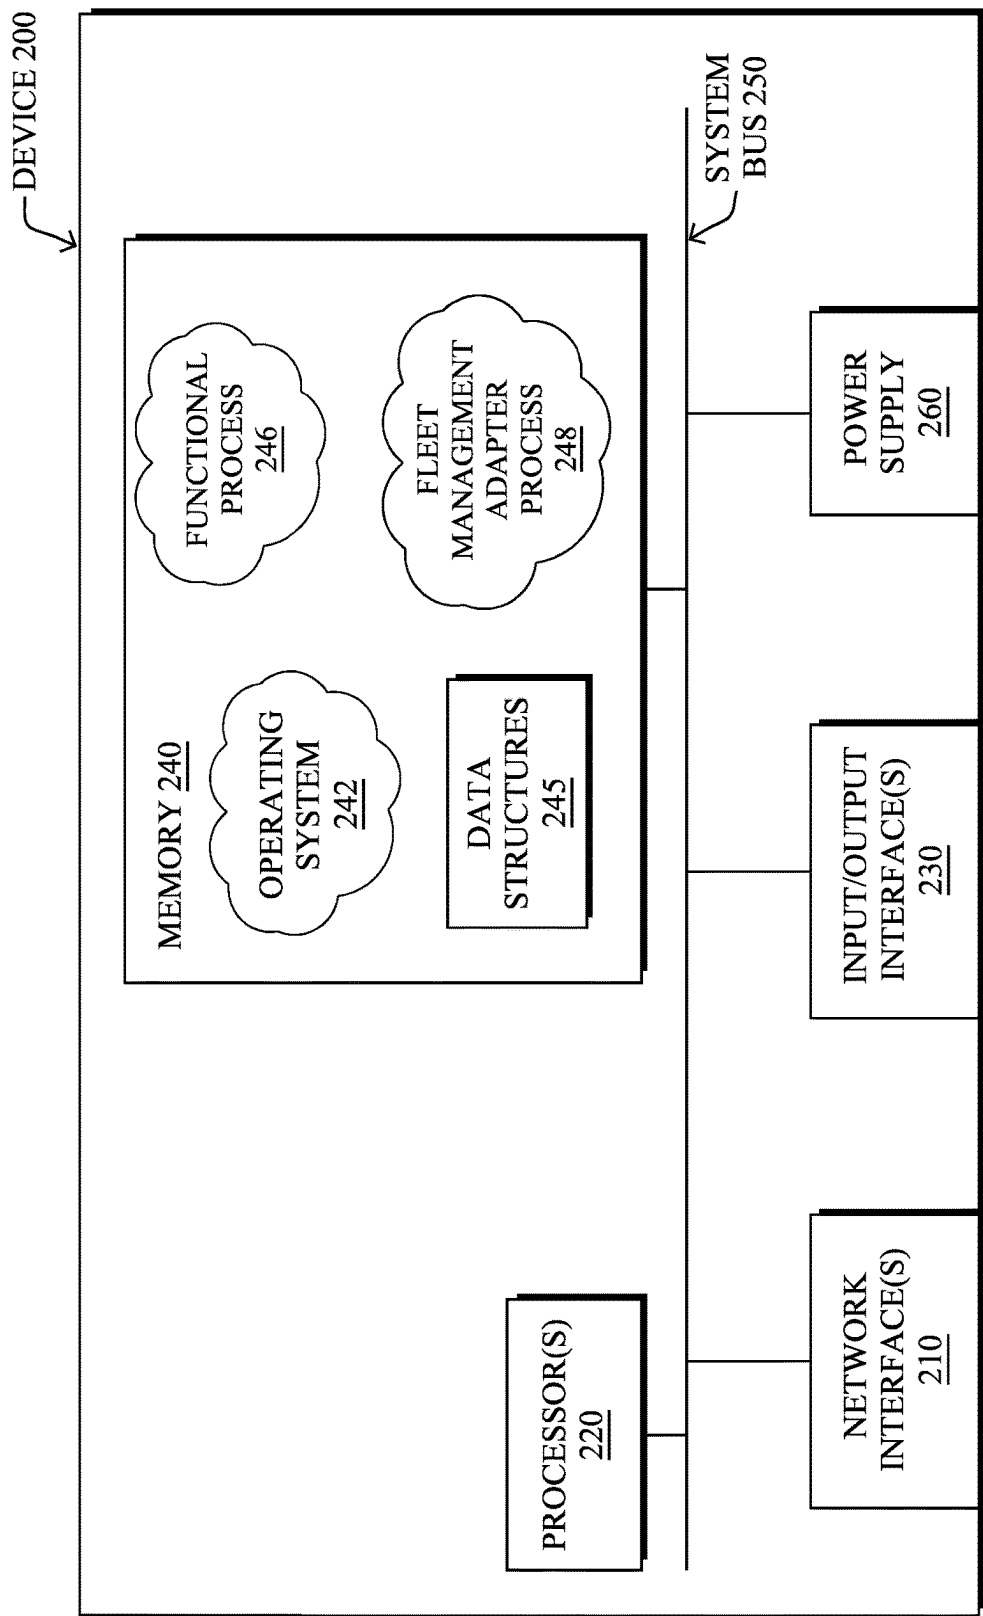 DEVICE 200
MEMORY 240
OPERATING
SYSTEM
242
FUNCTIONAL
PROCESS
246
DATA
STRUCTURES
245
FLEET
MANAGEMENT
ADAPTER
PROCESS
248
PROCESSOR(S)
220
SYSTEM
BUS 250
NETWORK
INTERFACE(S)
210
INPUT/OUTPUT
INTERFACE(S)
230
POWER
SUPPLY
260